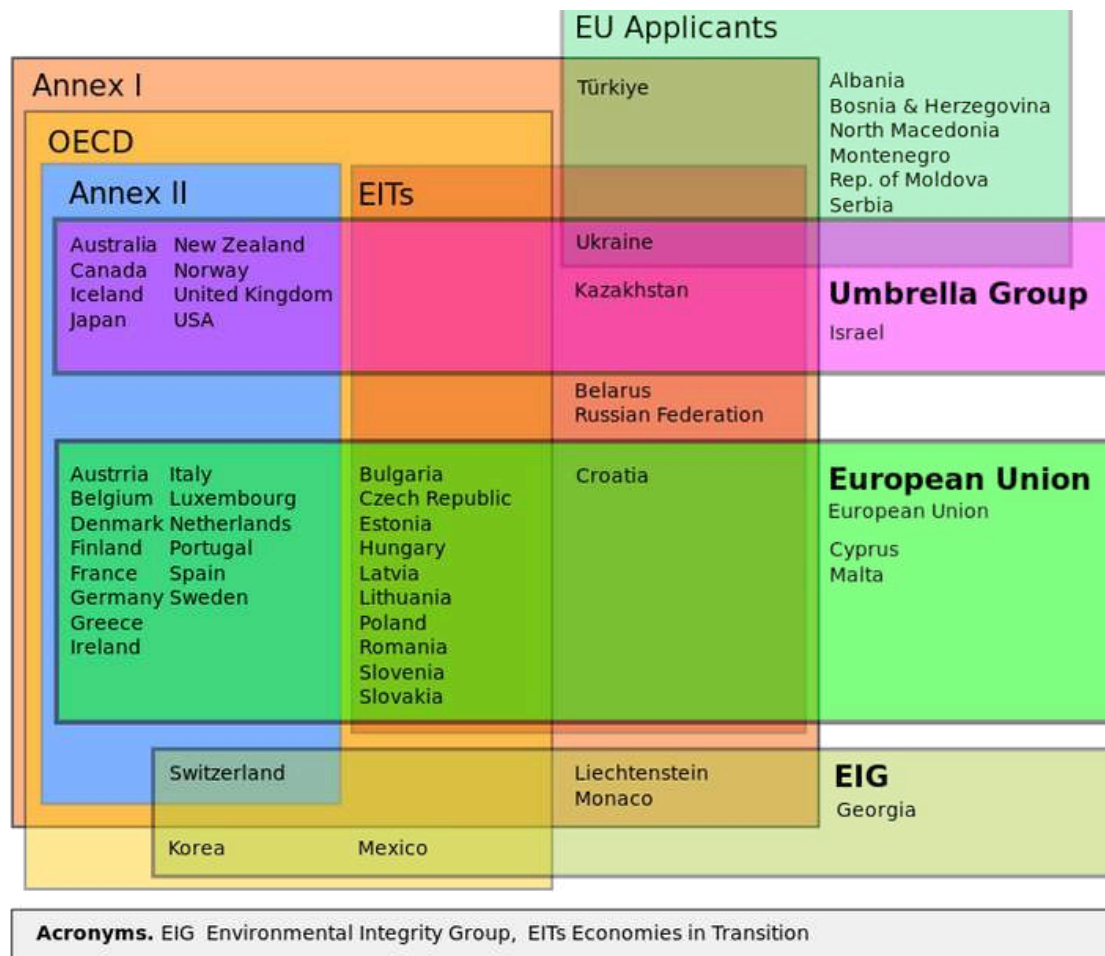 EU Applicants
Annex I
Türkiye
Albania
Bosnia & Herzegovina
North Macedonia
Montenegro
Rep. of Moldova
Serbia
OECD
Annex II
EITs
Australia New Zealand
Canada Norway
Iceland United Kingdom
Japan USA
Ukraine
Kazakhstan
Umbrella Group
Israel
Belarus
Russian Federation
Austrria Italy
Belgium Luxembourg
Denmark Netherlands
Finland Portugal
France Spain
Germany Sweden
Greece
Ireland
Bulgaria
Czech Republic
Estonia
Hungary
Latvia
Lithuania
Poland
Romania
Slovenia
Slovakia
Croatia
European Union
European Union
Cyprus
Malta
Switzerland
Liechtenstein
Monaco
EIG
Georgia
Korea
Mexico
Acronyms. EIG Environmental Integrity Group, EITs Economies in Transition